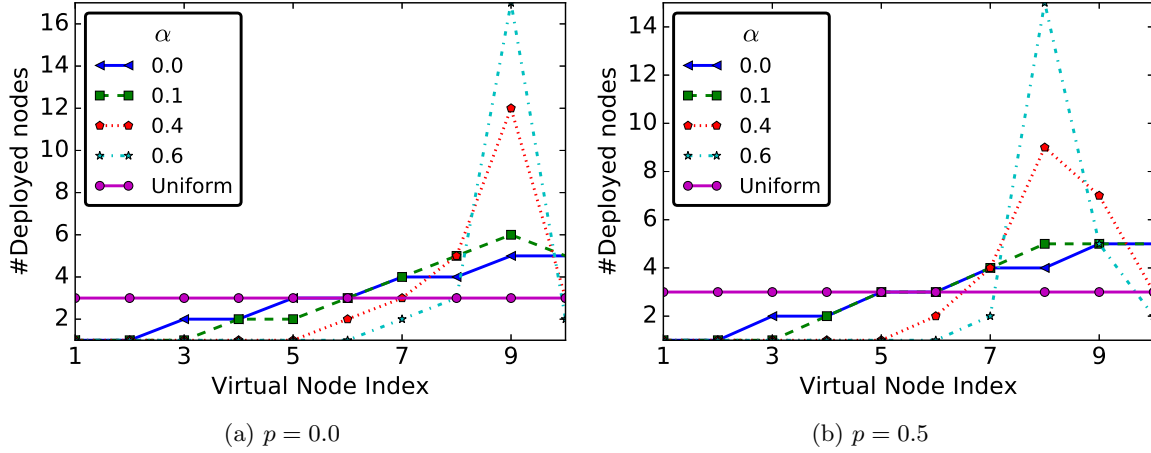 #Deployed nodes
16
14
12
10
8
6
4
2
α
0.0
0.1
0.4
0.6
Uniform
1 3 5 7 9
Virtual Node Index
(a) p = 0.0
#Deployed nodes
14
12
10
8
6
4
2
α
0.0
0.1
0.4
0.6
Uniform
1 3 5 7 9
Virtual Node Index
(b) p = 0.5